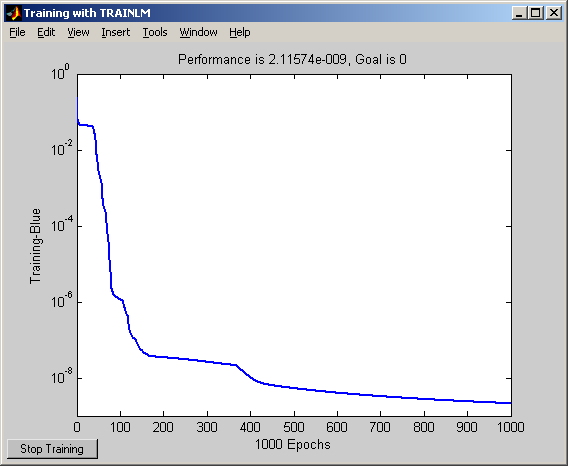 Training with TRAINLM
File Edit View Insert Tools Window Help
Performance is 2.11574e-009, Goal is 0
10^0
10^-2
10^-4
10^-6
10^-8
Training-Blue
0 100 200 300 400 500 600 700 800 900 1000
1000 Epochs
Stop Training